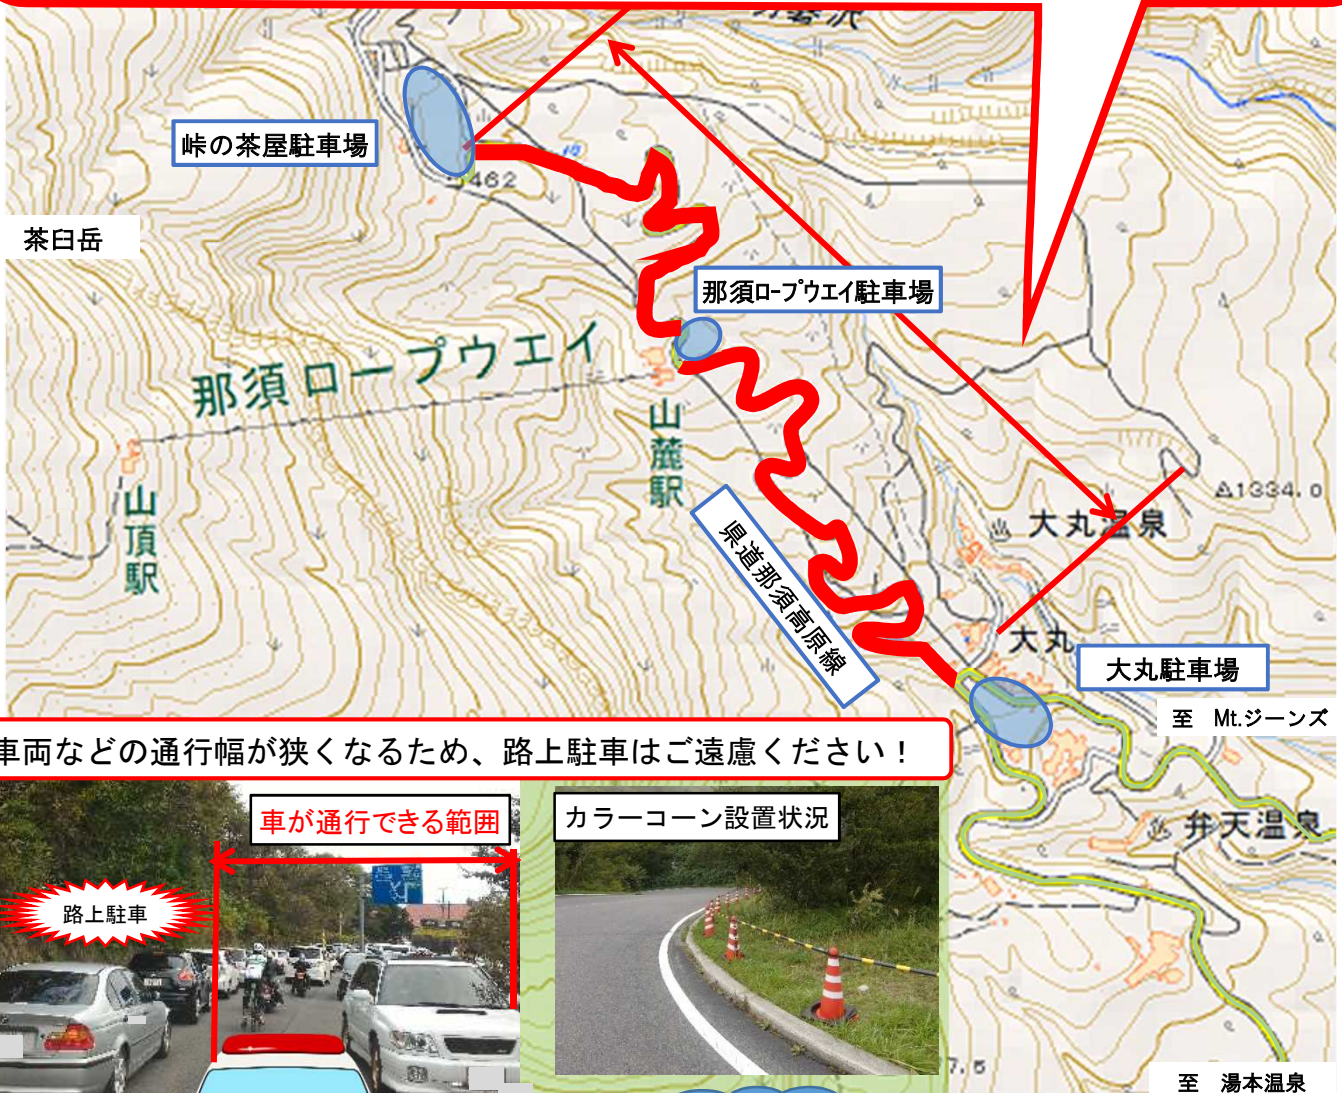 峠の茶屋駐車場
462
茶臼岳
那須ロープウエイ駐車場
那須ロープウエイ
山麓駅
山頂駅
県道那須高原線
△1334.0
大丸温泉
大丸
大丸駐車場
至　Mt.ジーンズ
車両などの通行幅が狭くなるため、路上駐車はご遠慮ください！
車が通行できる範囲
カラーコーン設置状況
路上駐車
弁天温泉
7.5
至　湯本温泉